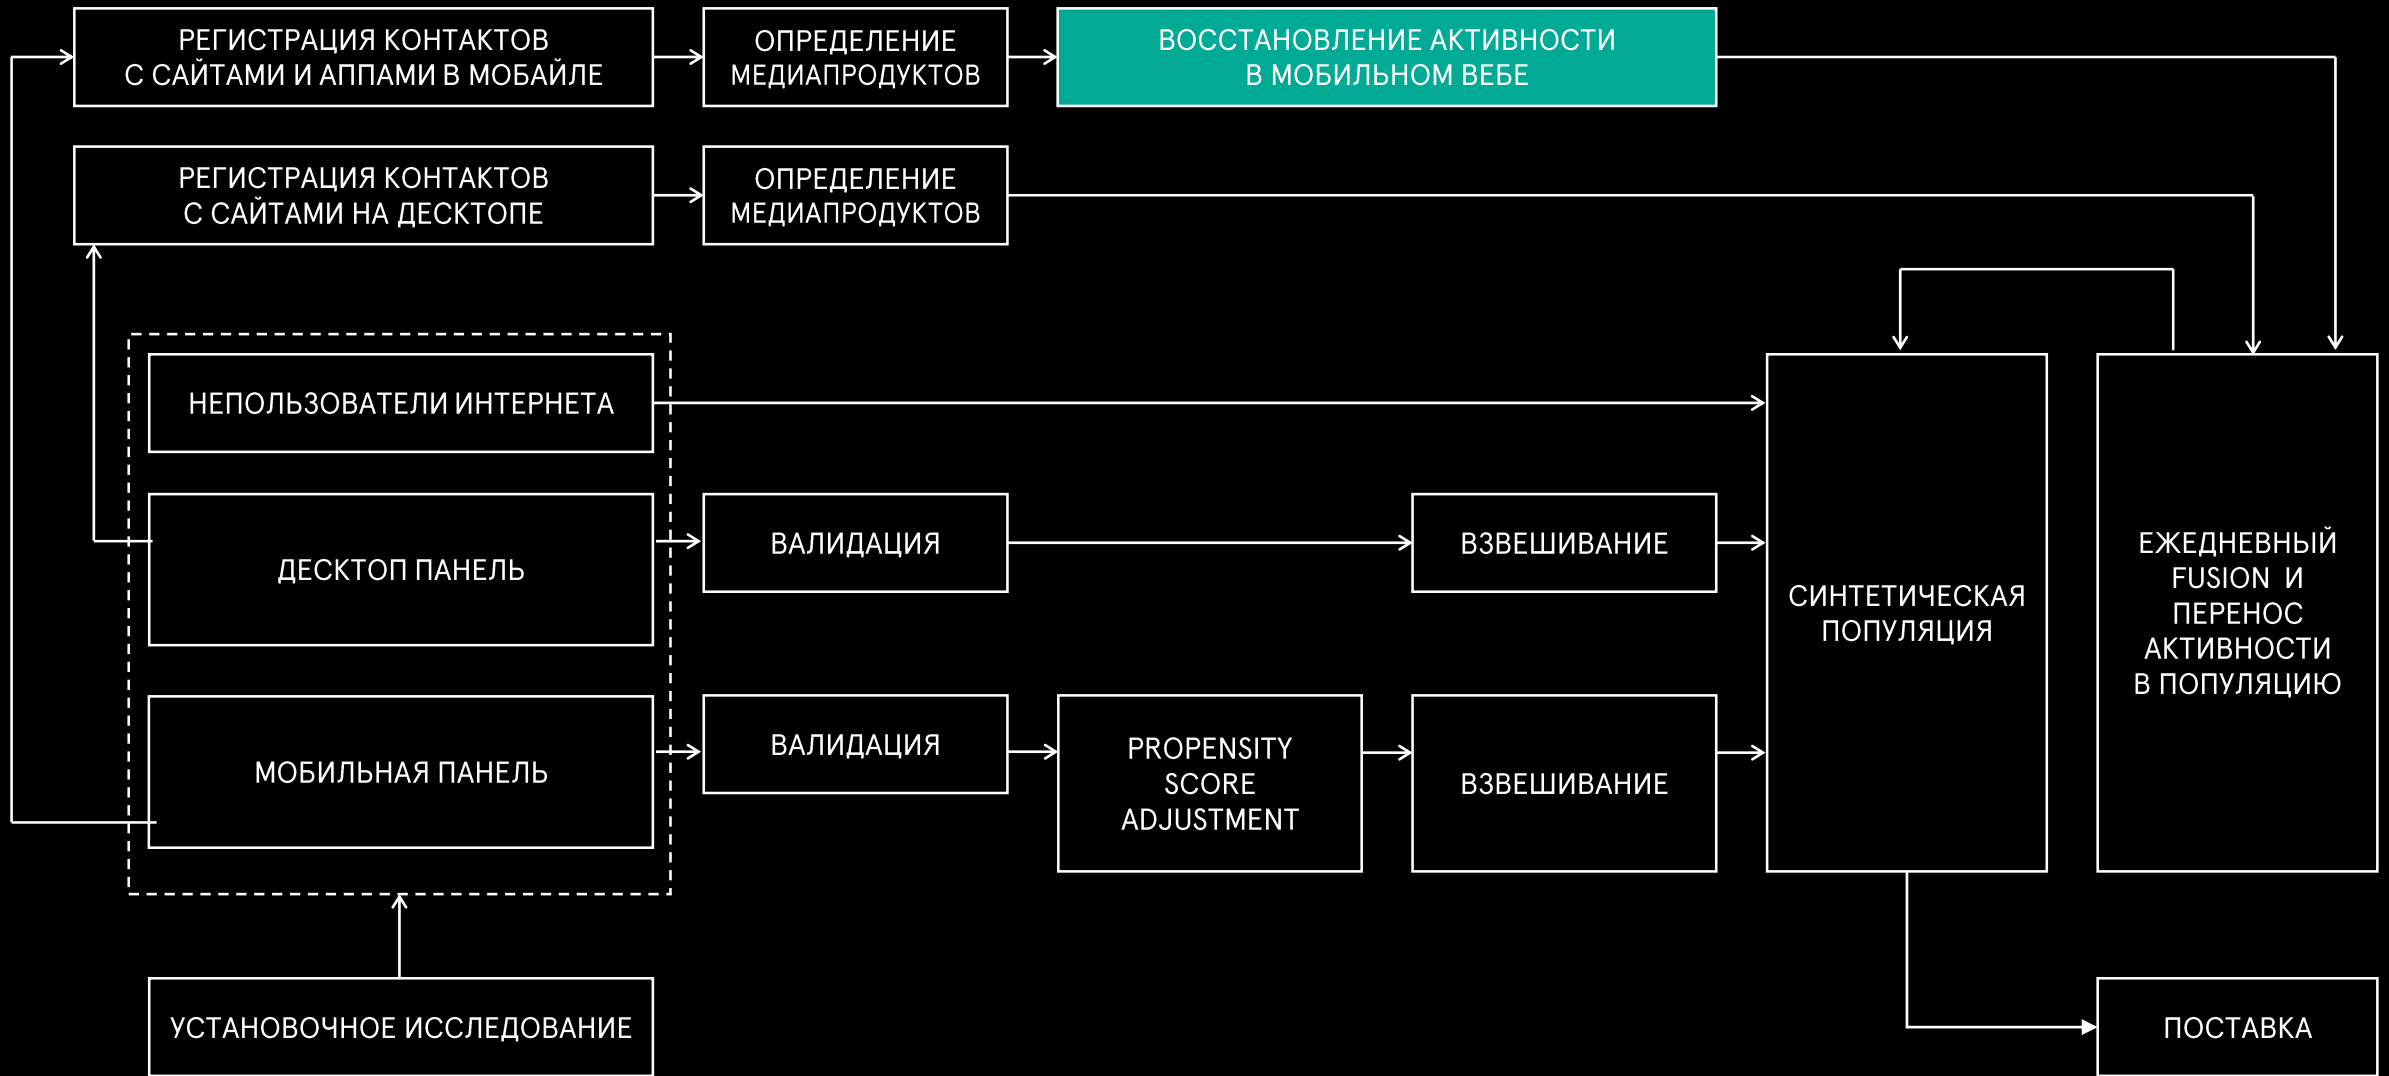 РЕГИСТРАЦИЯ КОНТАКТОВ
С САЙТАМИ И АППАМИ В МОБАЙЛЕ
ОПРЕДЕЛЕНИЕ
МЕДИАПРОДУКТОВ
ВОССТАНОВЛЕНИЕ АКТИВНОСТИ
В МОБИЛЬНОМ ВЕБЕ
РЕГИСТРАЦИЯ КОНТАКТОВ
С САЙТАМИ НА ДЕСКТОПЕ
ОПРЕДЕЛЕНИЕ
МЕДИАПРОДУКТОВ
НЕПОЛЬЗОВАТЕЛИ ИНТЕРНЕТА
ДЕСКТОП ПАНЕЛЬ
ВАЛИДАЦИЯ
ВЗВЕШИВАНИЕ
МОБИЛЬНАЯ ПАНЕЛЬ
ВАЛИДАЦИЯ
PROPENSITY
SCORE
ADJUSTMENT
ВЗВЕШИВАНИЕ
СИНТЕТИЧЕСКАЯ
ПОПУЛЯЦИЯ
ЕЖЕДНЕВНЫЙ
FUSION И
ПЕРЕНОС
АКТИВНОСТИ
В ПОПУЛЯЦИЮ
УСТАНОВОЧНОЕ ИССЛЕДОВАНИЕ
ПОСТАВКА